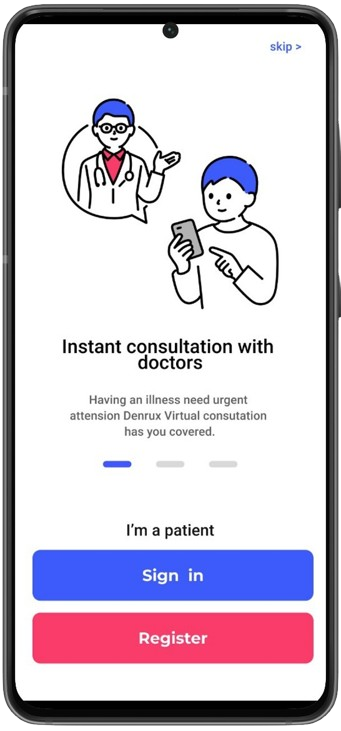 skip >
Instant consultation with
doctors
Having an illness need urgent
attension Denrux Virtual consutation
has you covered.
I'm a patient
Sign in
Register